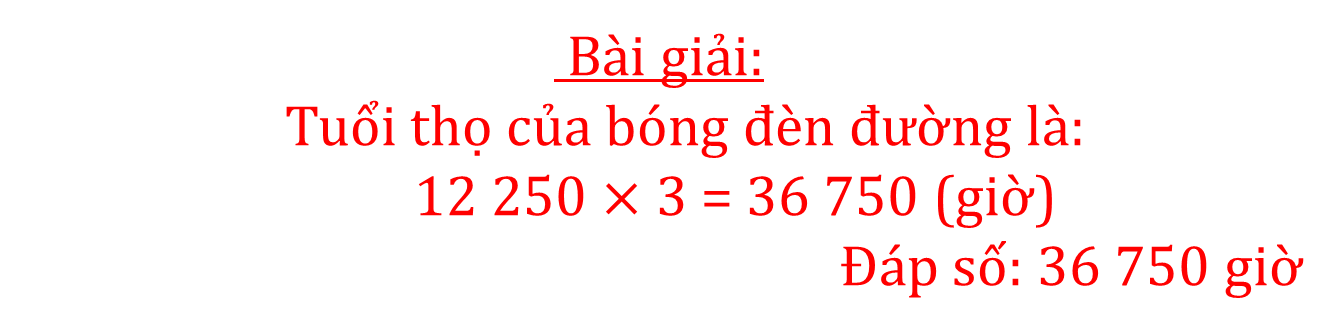 Bài giải:
Tuổi thọ của bóng đèn đường là:
12 250 × 3 = 36 750 (giờ)
Đáp số: 36 750 giờ